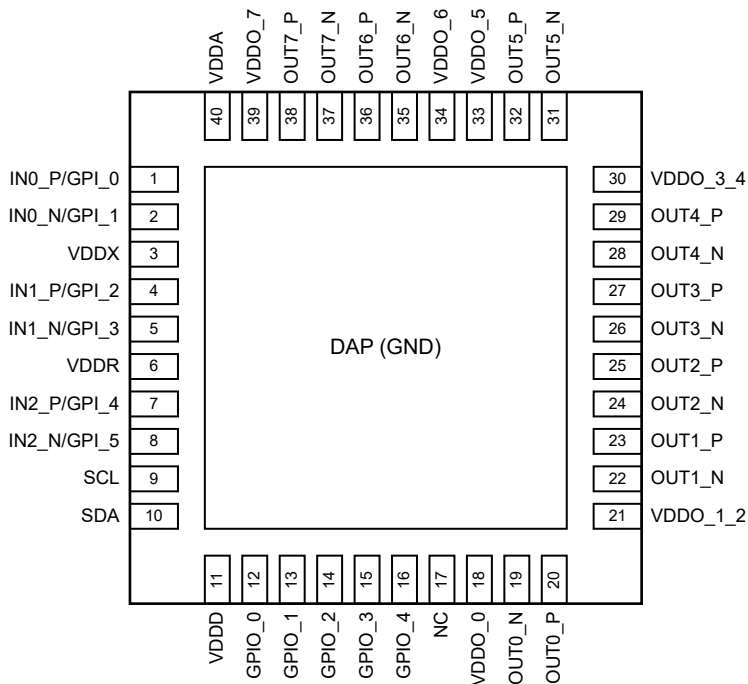 VDDA
VDDO_7
OUT7_P
OUT7_N
OUT6_P
OUT6_N
VDDO_6
VDDO_5
OUT5_P
OUT5_N
40
39
38
37
36
35
34
33
32
31
IN0_P/GPI_0 1
IN0_N/GPI_1 2
VDDX 3
IN1_P/GPI_2 4
IN1_N/GPI_3 5
VDDR 6
IN2_P/GPI_4 7
IN2_N/GPI_5 8
SCL 9
SDA 10
DAP (GND)
30 VDDO_3_4
29 OUT4_P
28 OUT4_N
27 OUT3_P
26 OUT3_N
25 OUT2_P
24 OUT2_N
23 OUT1_P
22 OUT1_N
21 VDDO_1_2
11
12
13
14
15
16
17
18
19
20
VDDD
GPIO_0
GPIO_1
GPIO_2
GPIO_3
GPIO_4
NC
VDDO_0
OUT0_N
OUT0_P